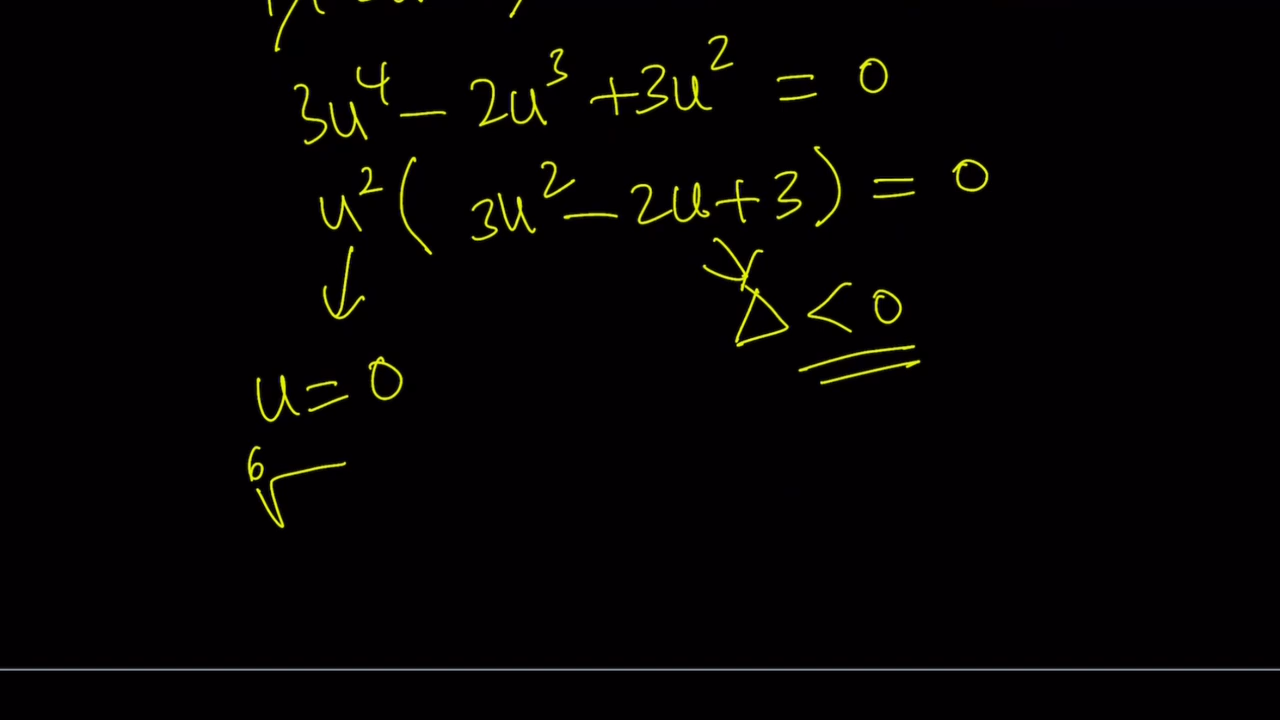 3u⁴ - 2u³ + 3u² = 0
u² ( 3u² - 2u + 3 ) = 0
Δ < 0
u = 0
⁶√